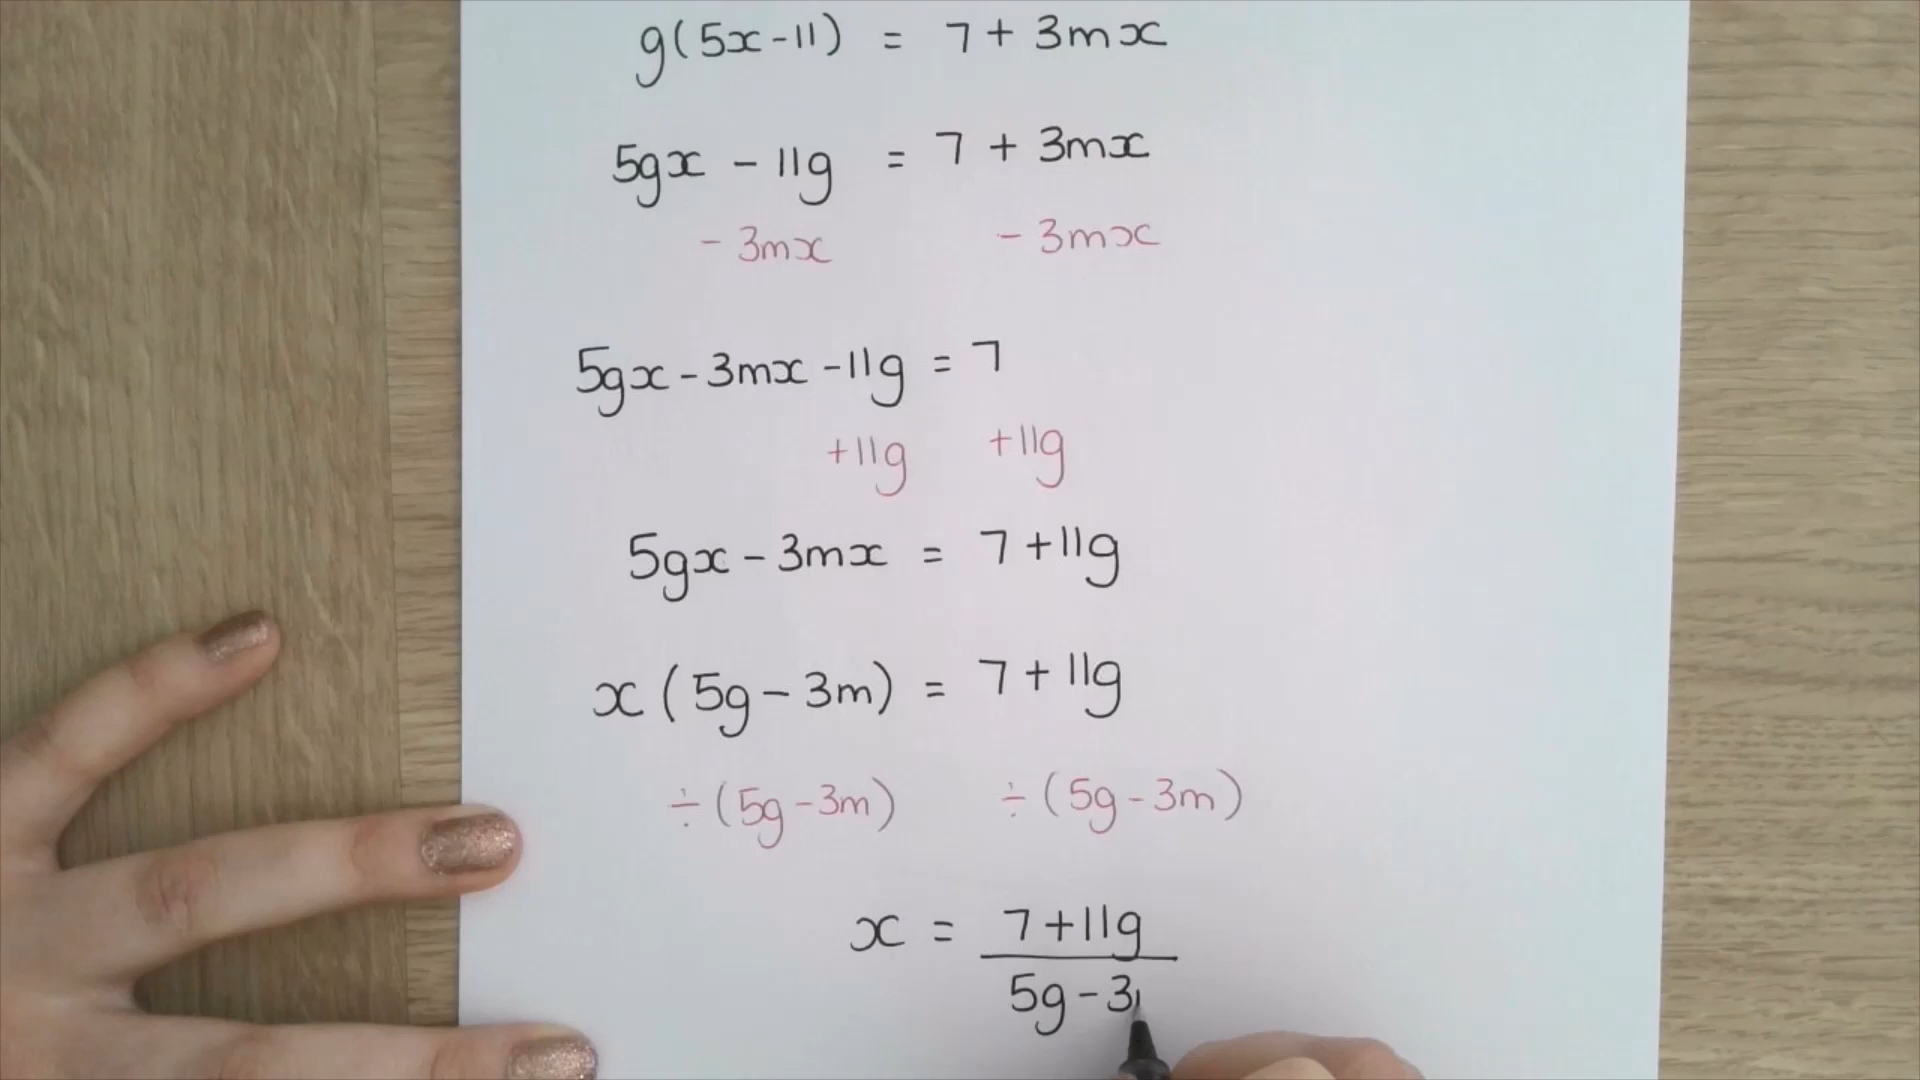 g(5x-11) = 7 + 3mx
5gx - 11g = 7 + 3mx
- 3mx - 3mx
5gx - 3mx - 11g = 7
+11g +11g
5gx - 3mx = 7 + 11g
x (5g - 3m) = 7 + 11g
÷ (5g - 3m) ÷ (5g - 3m)
x = 7 + 11g
5g - 3